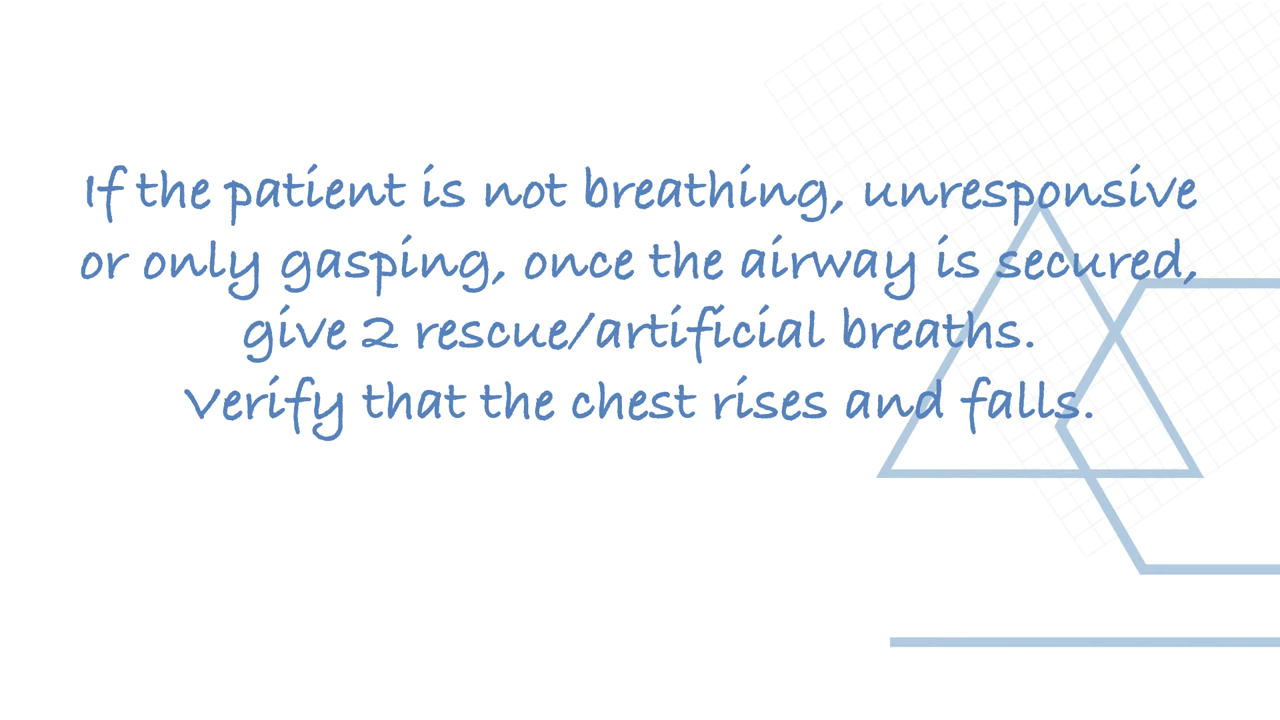 If the patient is not breathing, unresponsive
or only gasping, once the airway is secured,
give 2 rescue/artificial breaths.
Verify that the chest rises and falls.